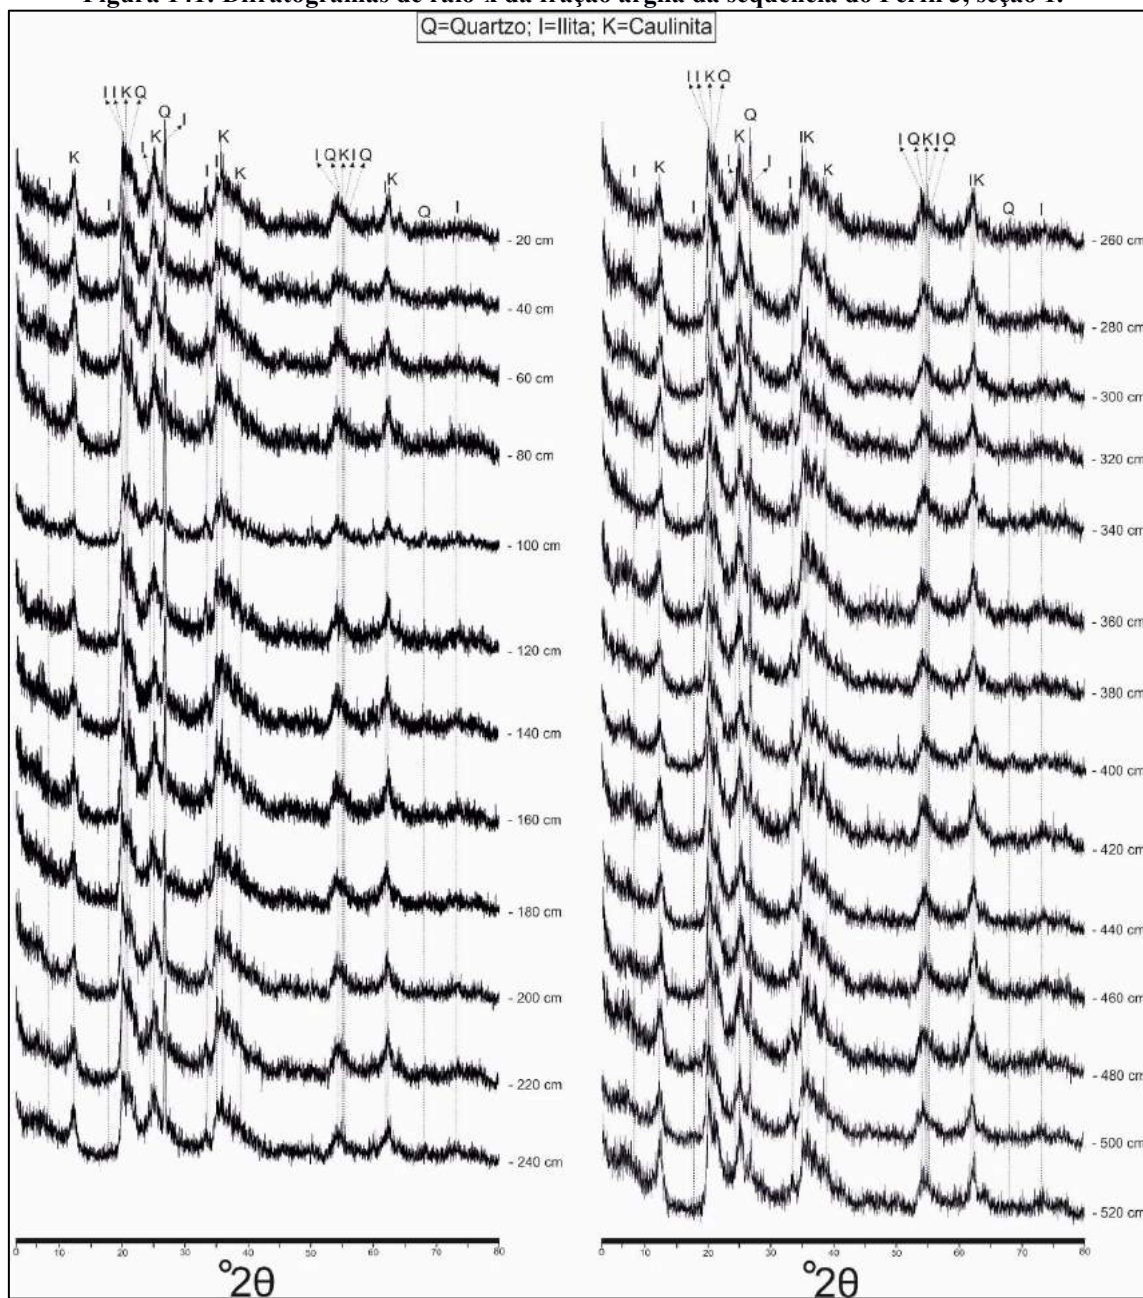 Difratogramas de raio-x da fração argila da sequência do Perfil seção 1.
Q=Quartzo; I=Ilita; K=Caulinita
I I K Q
Q
I
K
I
K
K
K
I
I
I
I
I Q K I Q
I
K
Q
I
- 20 cm
- 40 cm
- 60 cm
- 80 cm
- 100 cm
- 120 cm
- 140 cm
- 160 cm
- 180 cm
- 200 cm
- 220 cm
- 240 cm
0 10 20 30 40 50 60 70 80
°2θ
I I K Q
Q
K
I
I
K
I
I
IK
K
I
I Q K I Q
IK
Q
I
- 260 cm
- 280 cm
- 300 cm
- 320 cm
- 340 cm
- 360 cm
- 380 cm
- 400 cm
- 420 cm
- 440 cm
- 460 cm
- 480 cm
- 500 cm
- 520 cm
0 10 20 30 40 50 60 70 80
°2θ